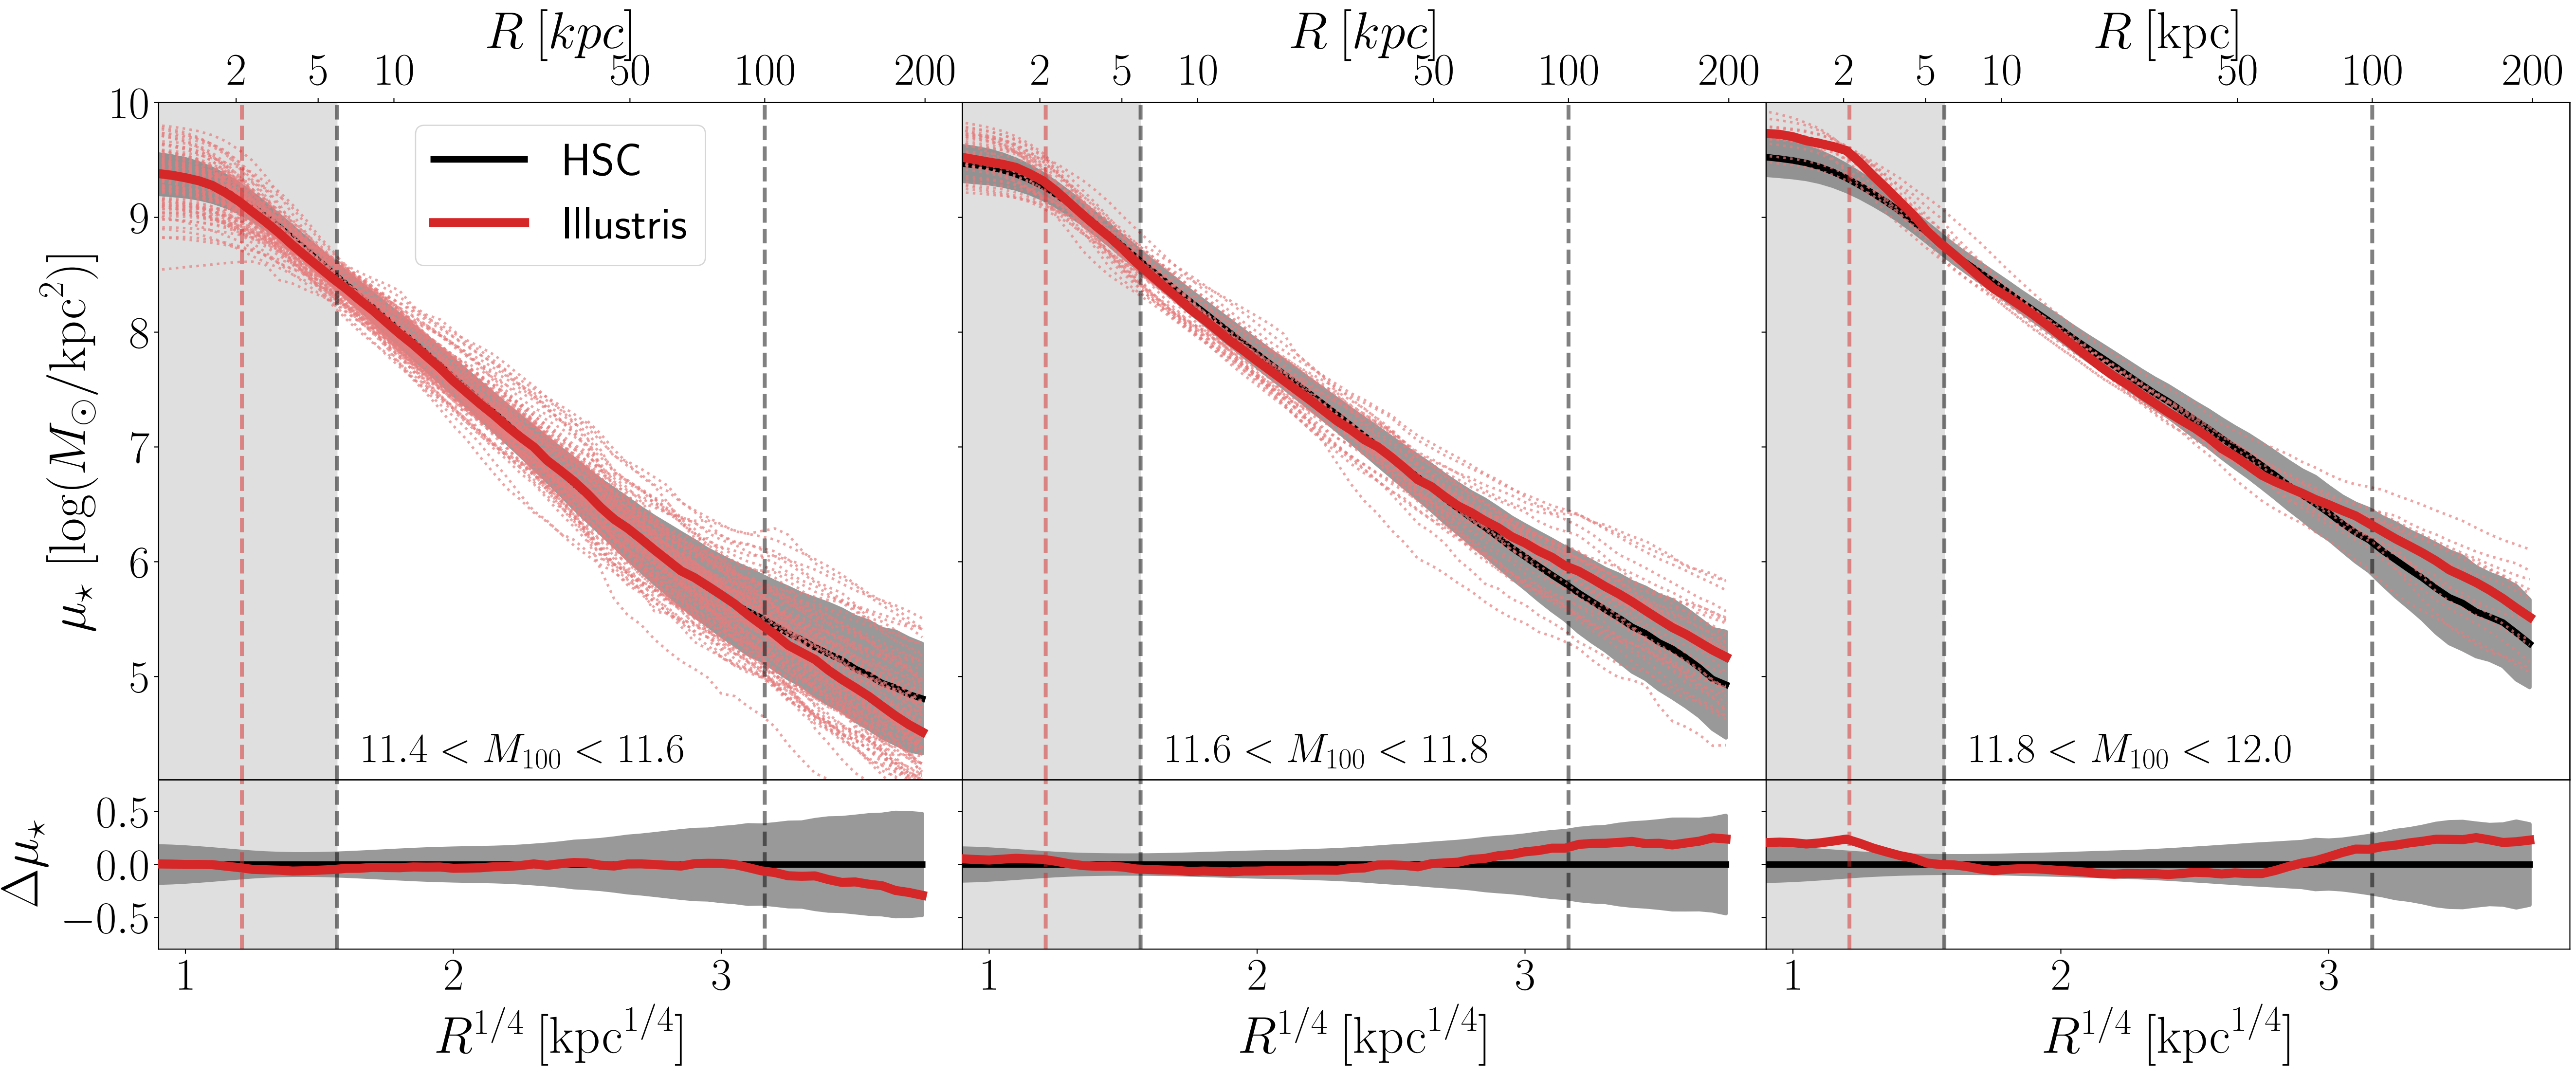 R [kpc] R [kpc] R [kpc]
2 5 10 50 100 200 2 5 10 50 100 200 2 5 10 50 100 200
10
9
8
7
6
5
μ⋆ [log(M⊙/kpc²)]
HSC
Illustris
11.4 < M₁₀₀ < 11.6 11.6 < M₁₀₀ < 11.8 11.8 < M₁₀₀ < 12.0
0.5
0.0
−0.5
Δμ⋆
1 2 3 1 2 3 1 2 3
R^{1/4} [kpc^{1/4}] R^{1/4} [kpc^{1/4}] R^{1/4} [kpc^{1/4}]